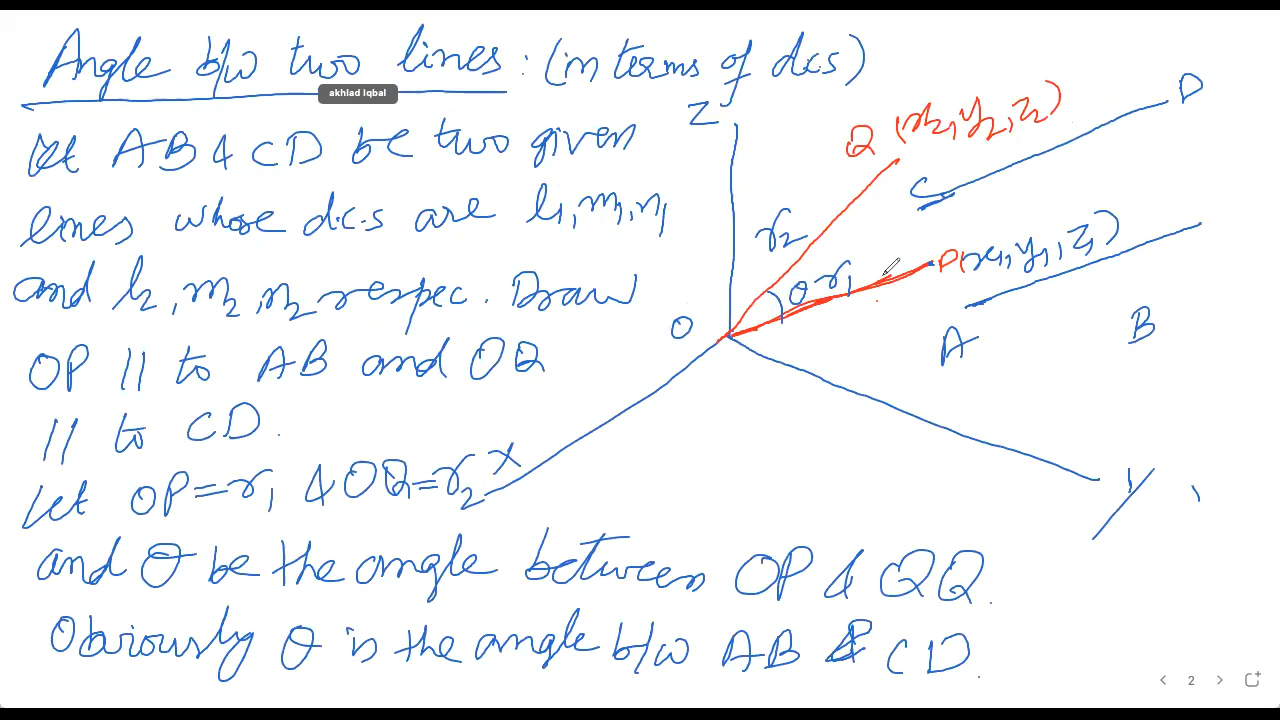 Angle b/w two lines : (in terms of d.c.s)
akhlad Iqbal
Let AB & CD be two given
lines whose d.c.s are l1, m1, n1
and l2, m2, n2 respec. Draw
OP // to AB and OQ
// to CD.
Let OP = r1 & OQ = r2
and θ be the angle between OP & QQ.
Obviously θ is the angle b/w AB & CD.
Z
Q (x2, y2, z2)
D
C
r2
P(x1, y1, z1)
θ
r1
O
A
B
X
Y
2